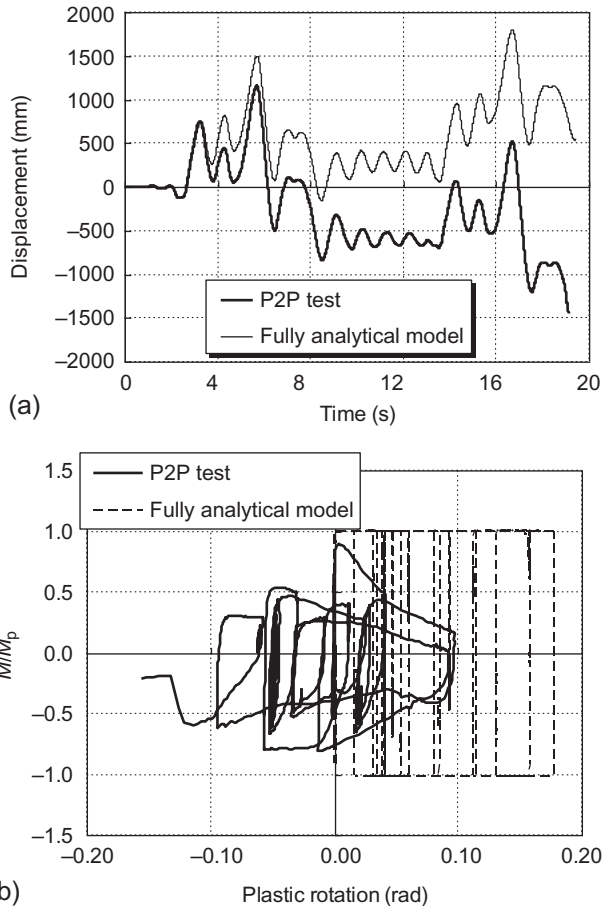 2000
1500
1000
500
0
–500
–1000
–1500
–2000
Displacement (mm)
P2P test
Fully analytical model
0 4 8 12 16 20
Time (s)
(a)
1.5
1.0
0.5
0.0
–0.5
–1.0
–1.5
M/Mp
P2P test
Fully analytical model
–0.20 –0.10 0.00 0.10 0.20
Plastic rotation (rad)
b)